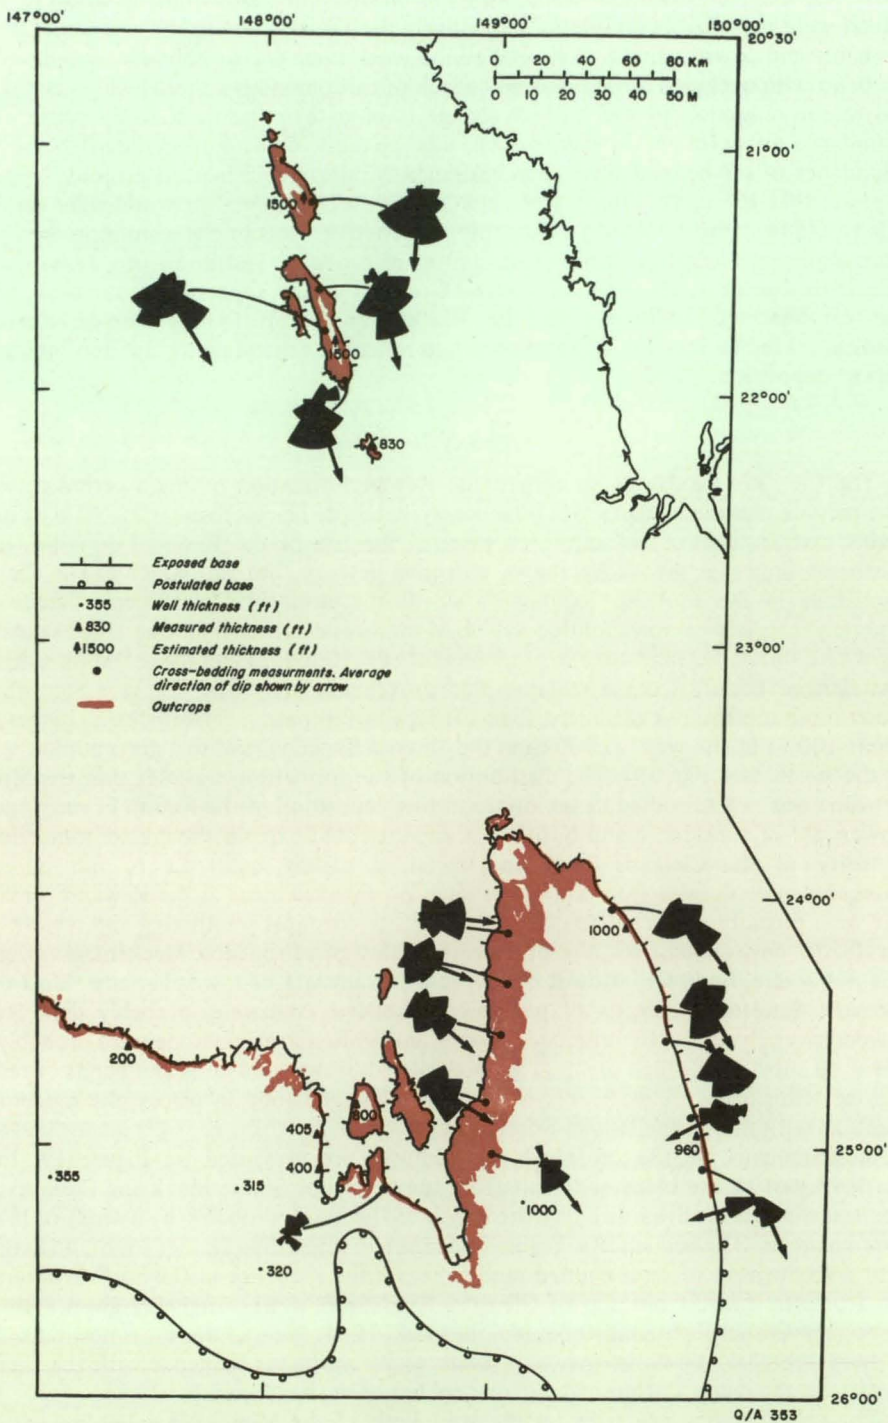 147°00' 148°00' 149°00' 150°00'
20°30'
0 20 40 60 80 Km
0 10 20 30 40 50 M
21°00'
1500
1500
22°00'
830
Exposed base
Postulated base
355 Well thickness (ft)
830 Measured thickness (ft)
1500 Estimated thickness (ft)
Cross-bedding measurments. Average
direction of dip shown by arrow
Outcrops
23°00'
24°00'
1000
200
800
405
960
25°00'
400
355
315
1000
320
26°00'
Q/A 353